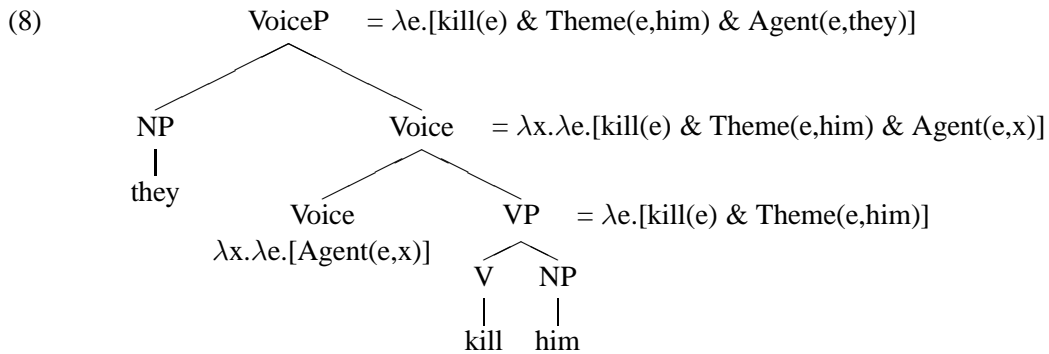 (8) VoiceP = λe.[kill(e) & Theme(e,him) & Agent(e,they)]
NP Voice = λx.λe.[kill(e) & Theme(e,him) & Agent(e,x)]
they
Voice VP = λe.[kill(e) & Theme(e,him)]
λx.λe.[Agent(e,x)]
V NP
kill him